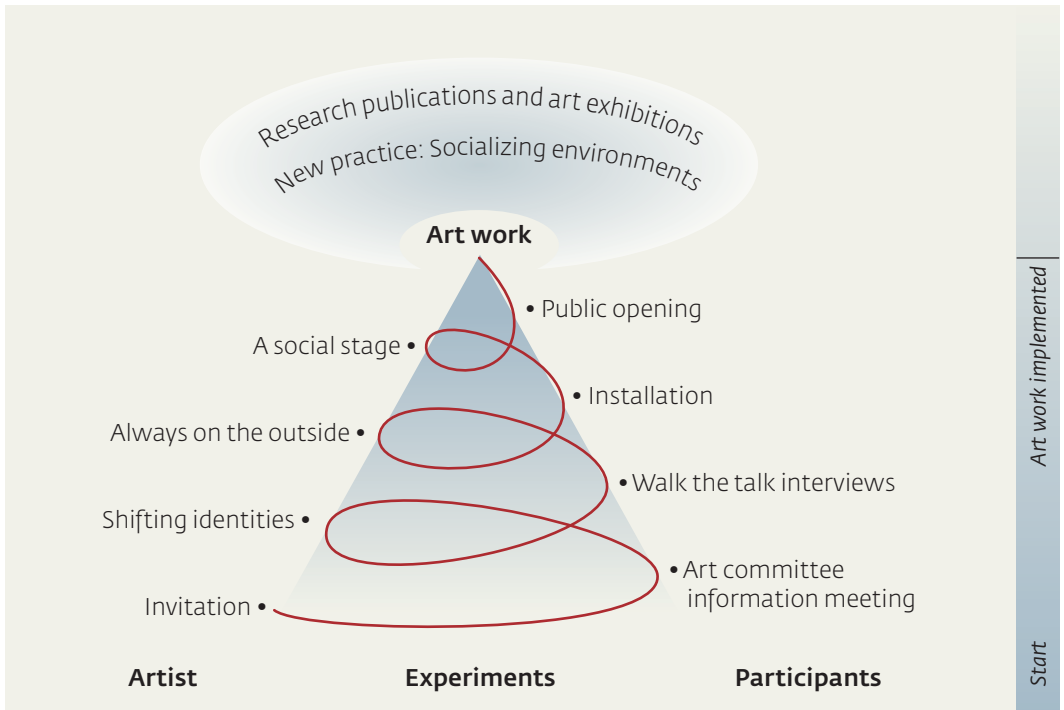 Research publications and art exhibitions
New practice: Socializing environments
Art work
• Public opening
A social stage •
• Installation
Always on the outside •
• Walk the talk interviews
Shifting identities •
• Art committee
information meeting
Invitation •
Artist
Experiments
Participants
Art work implemented
Start